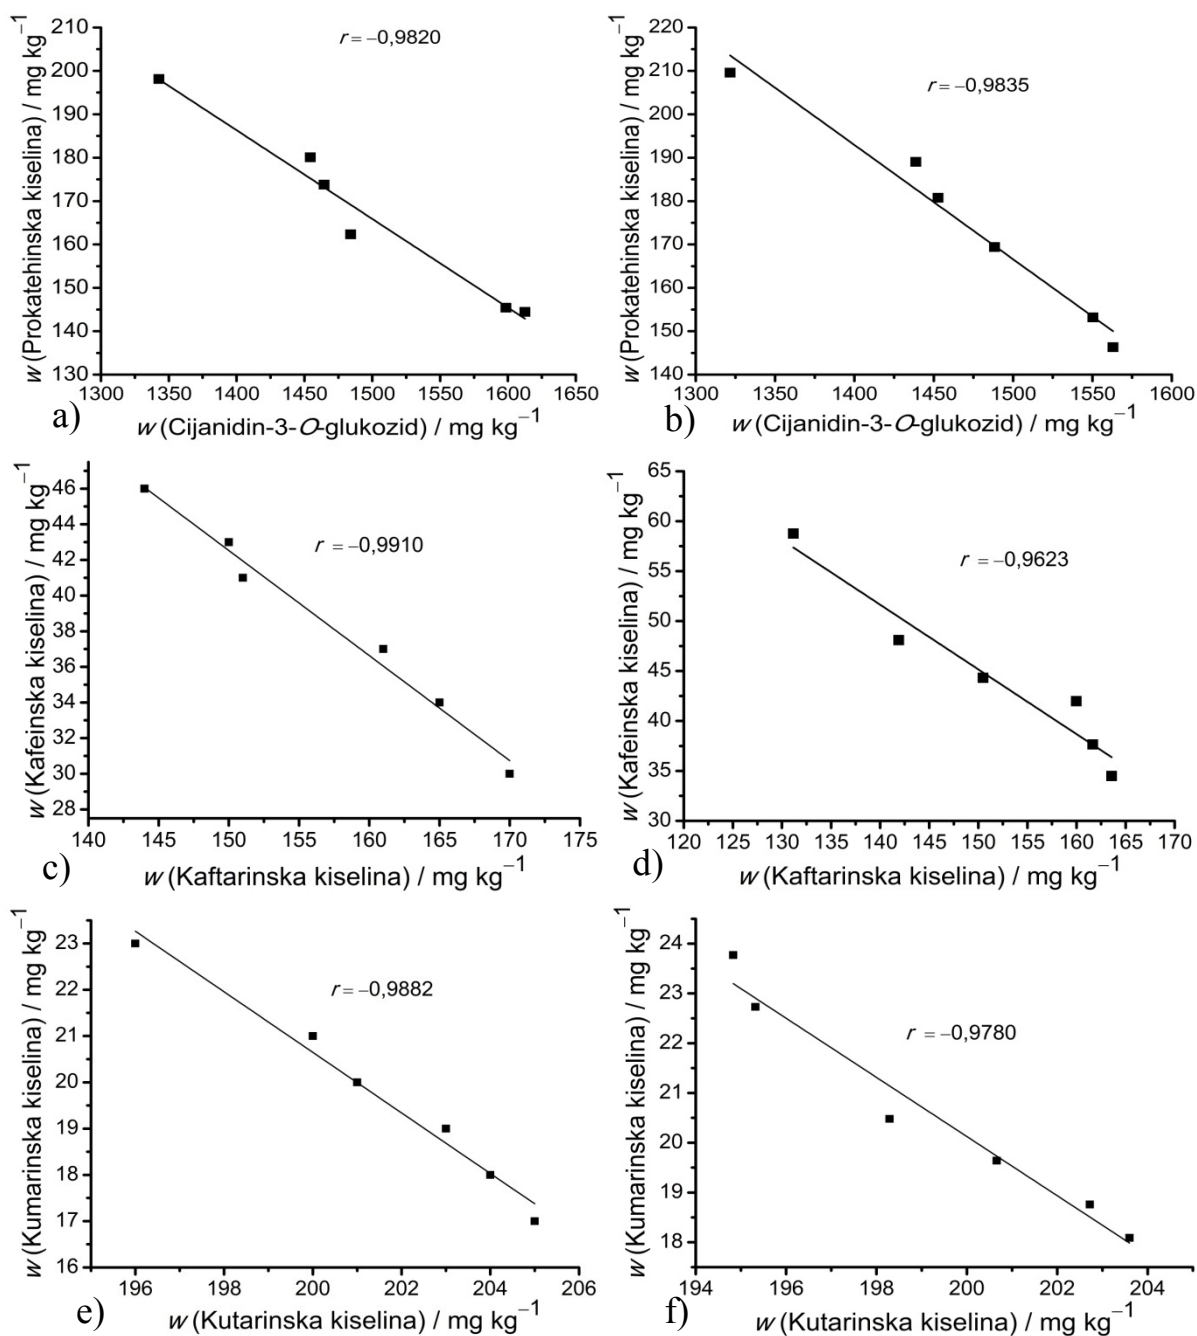 w (Prokatehinska kiselina) / mg kg⁻¹
210
200
190
180
170
160
150
140
130
r = −0,9820
1300 1350 1400 1450 1500 1550 1600 1650
a)
w (Cijanidin-3-O-glukozid) / mg kg⁻¹
w (Prokatehinska kiselina) / mg kg⁻¹
220
210
200
190
180
170
160
150
140
r = −0,9835
1300 1350 1400 1450 1500 1550 1600
b)
w (Cijanidin-3-O-glukozid) / mg kg⁻¹
w (Kafeinska kiselina) / mg kg⁻¹
46
44
42
40
38
36
34
32
30
28
r = −0,9910
140 145 150 155 160 165 170 175
c)
w (Kaftarinska kiselina) / mg kg⁻¹
w (Kafeinska kiselina) / mg kg⁻¹
65
60
55
50
45
40
35
30
r = −0,9623
120 125 130 135 140 145 150 155 160 165 170
d)
w (Kaftarinska kiselina) / mg kg⁻¹
w (Kumarinska kiselina) / mg kg⁻¹
23
22
21
20
19
18
17
16
r = −0,9882
196 198 200 202 204 206
e)
w (Kutarinska kiselina) / mg kg⁻¹
w (Kumarinska kiselina) / mg kg⁻¹
24
23
22
21
20
19
18
r = −0,9780
194 196 198 200 202 204
f)
w (Kutarinska kiselina) / mg kg⁻¹